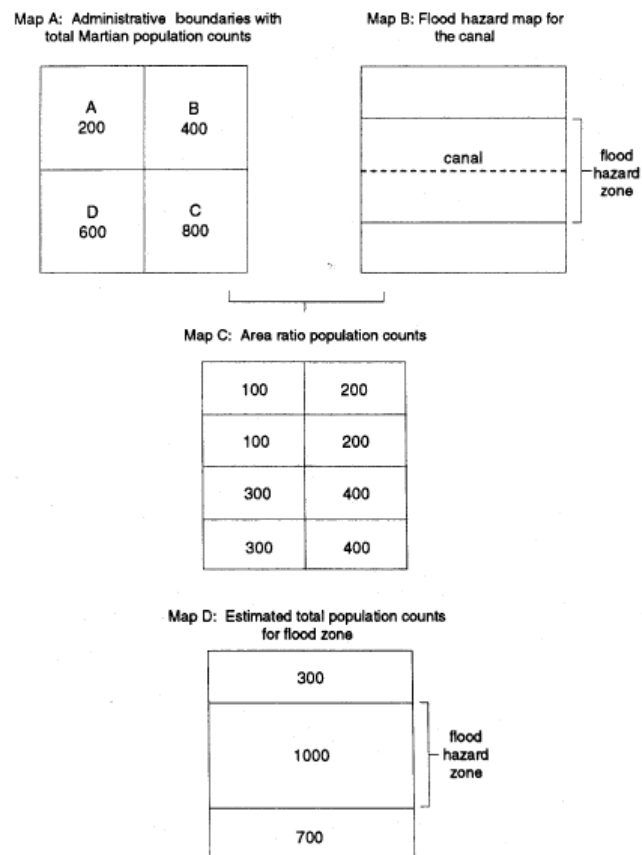 Map A: Administrative boundaries with
total Martian population counts
Map B: Flood hazard map for
the canal
A
200
B
400
D
600
C
800
canal
flood
hazard
zone
Map C: Area ratio population counts
100
200
100
200
300
400
300
400
Map D: Estimated total population counts
for flood zone
300
1000
700
flood
hazard
zone